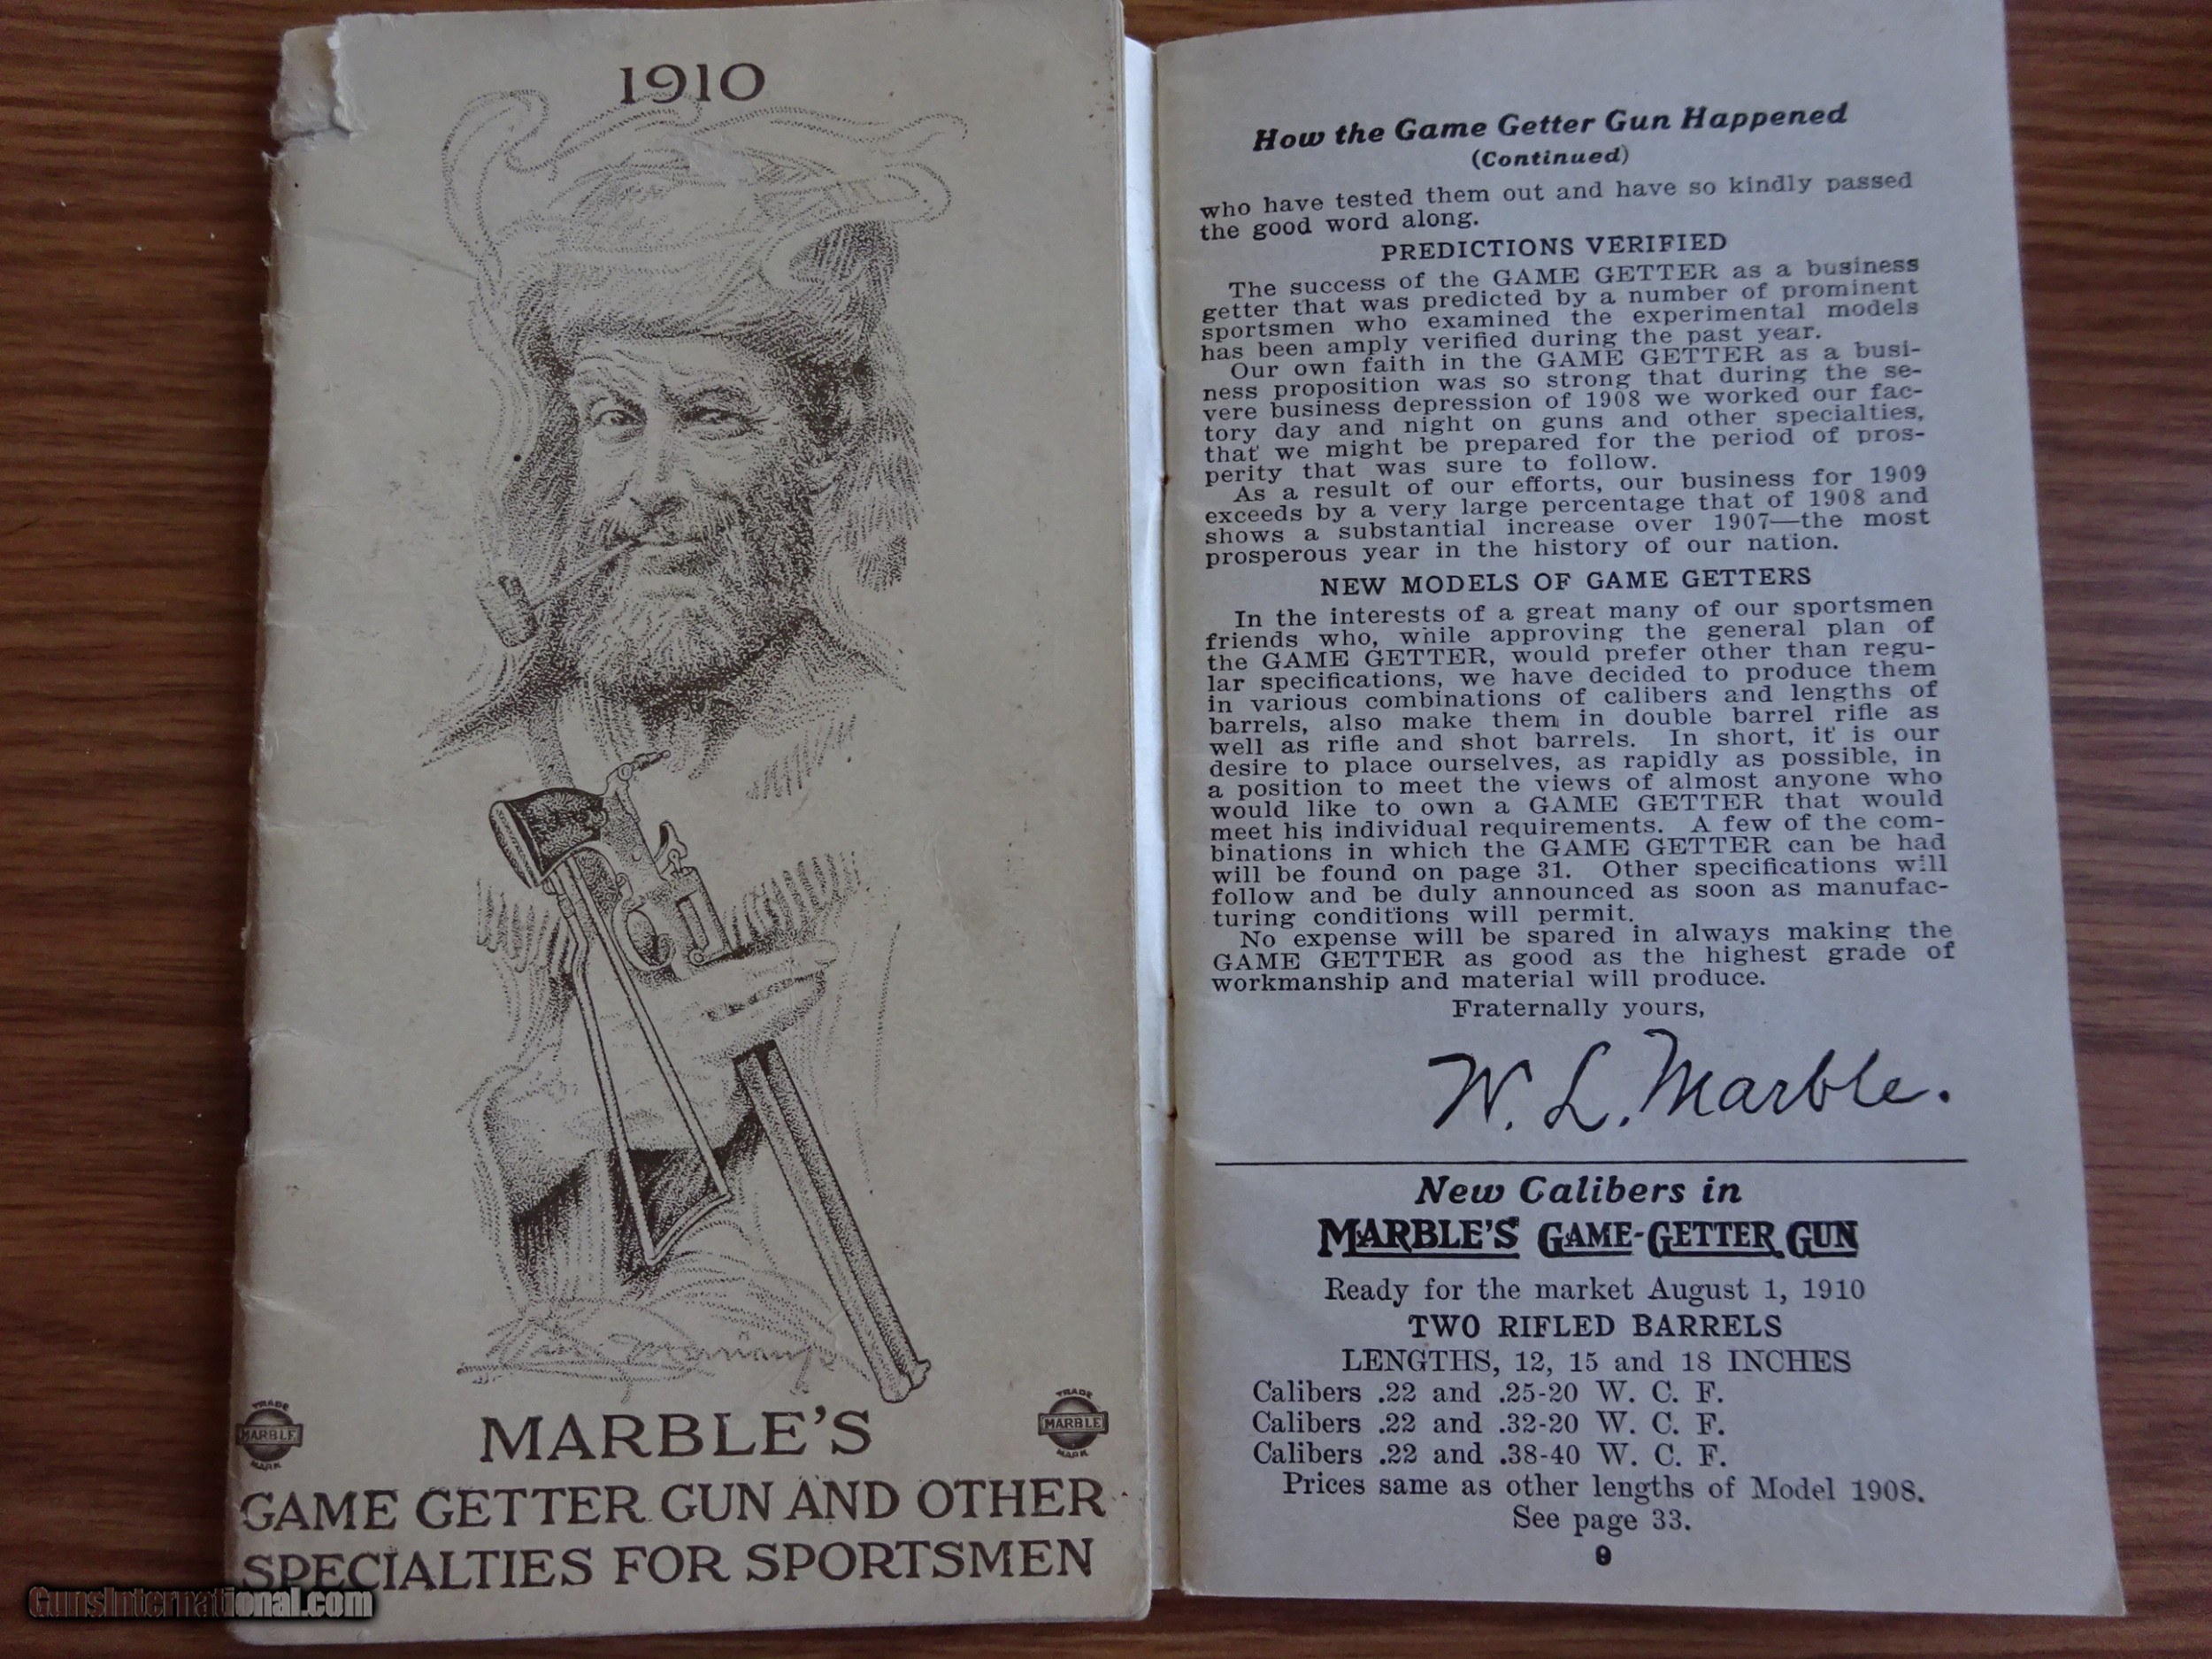 1910
TRADE
MARBLE
MARK
TRADE
MARBLE
MARK
MARBLE'S
GAME GETTER GUN AND OTHER
SPECIALTIES FOR SPORTSMEN
GunsInternational.com
How the Game Getter Gun Happened
(Continued)
who have tested them out and have so kindly passed
the good word along.
PREDICTIONS VERIFIED
The success of the GAME GETTER as a business
getter that was predicted by a number of prominent
sportsmen who examined the experimental models
has been amply verified during the past year.
Our own faith in the GAME GETTER as a busi-
ness proposition was so strong that during the se-
vere business depression of 1908 we worked our fac-
tory day and night on guns and other specialties,
that we might be prepared for the period of pros-
perity that was sure to follow.
As a result of our efforts, our business for 1909
exceeds by a very large percentage that of 1908 and
shows a substantial increase over 1907—the most
prosperous year in the history of our nation.
NEW MODELS OF GAME GETTERS
In the interests of a great many of our sportsmen
friends who, while approving the general plan of
the GAME GETTER, would prefer other than regu-
lar specifications, we have decided to produce them
in various combinations of calibers and lengths of
barrels, also make them in double barrel rifle as
well as rifle and shot barrels. In short, it is our
desire to place ourselves, as rapidly as possible, in
a position to meet the views of almost anyone who
would like to own a GAME GETTER that would
meet his individual requirements. A few of the com-
binations in which the GAME GETTER can be had
will be found on page 31. Other specifications will
follow and be duly announced as soon as manufac-
turing conditions will permit.
No expense will be spared in always making the
GAME GETTER as good as the highest grade of
workmanship and material will produce.
Fraternally yours,
W. L. Marble.
New Calibers in
MARBLE'S GAME-GETTER GUN
Ready for the market August 1, 1910
TWO RIFLED BARRELS
LENGTHS, 12, 15 and 18 INCHES
Calibers .22 and .25-20 W. C. F.
Calibers .22 and .32-20 W. C. F.
Calibers .22 and .38-40 W. C. F.
Prices same as other lengths of Model 1908.
See page 33.
9